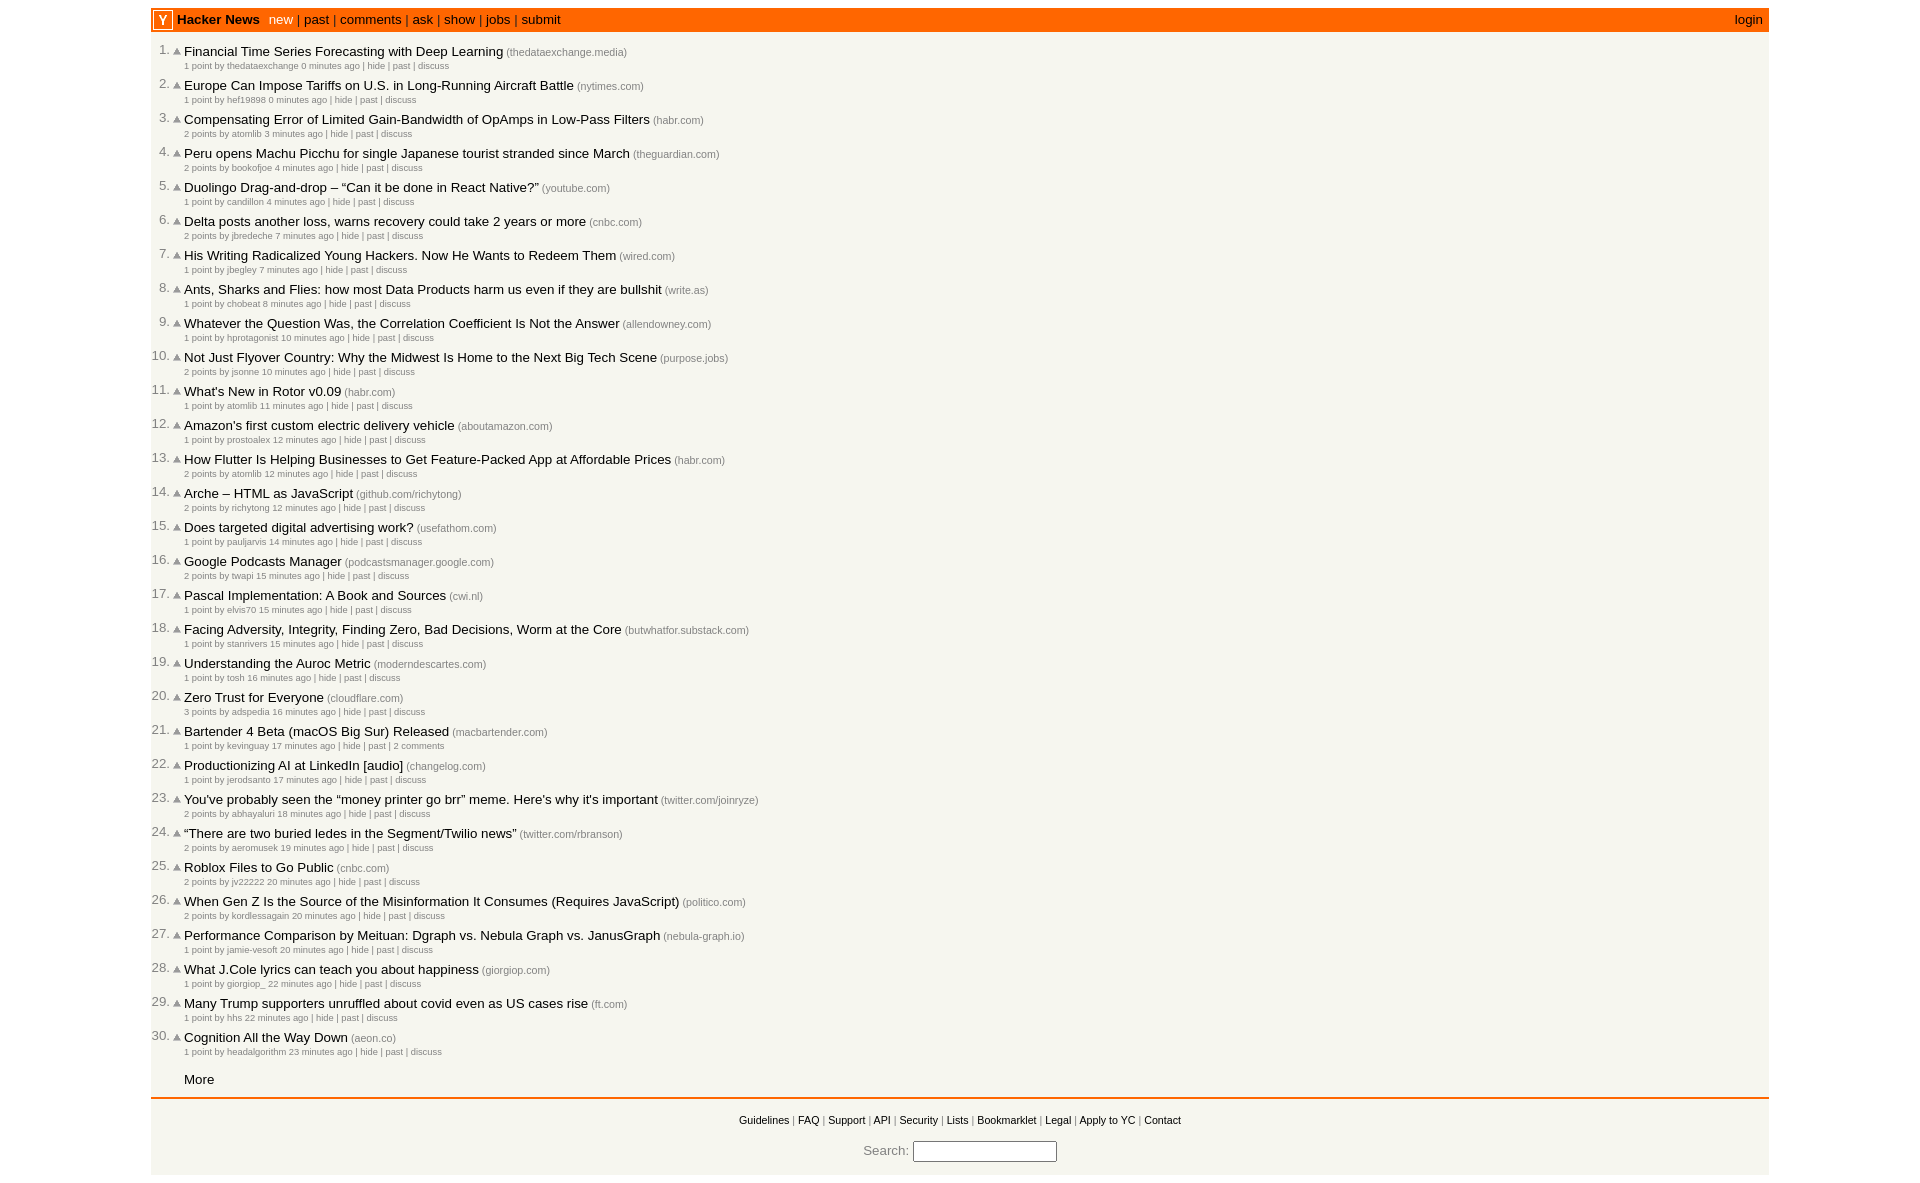 Y Hacker News new | past | comments | ask | show | jobs | submit login
1. Financial Time Series Forecasting with Deep Learning (thedataexchange.media)
1 point by thedataexchange 0 minutes ago | hide | past | discuss
2. Europe Can Impose Tariffs on U.S. in Long-Running Aircraft Battle (nytimes.com)
1 point by hef19898 0 minutes ago | hide | past | discuss
3. Compensating Error of Limited Gain-Bandwidth of OpAmps in Low-Pass Filters (habr.com)
2 points by atomlib 3 minutes ago | hide | past | discuss
4. Peru opens Machu Picchu for single Japanese tourist stranded since March (theguardian.com)
2 points by bookofjoe 4 minutes ago | hide | past | discuss
5. Duolingo Drag-and-drop – “Can it be done in React Native?” (youtube.com)
1 point by candillon 4 minutes ago | hide | past | discuss
6. Delta posts another loss, warns recovery could take 2 years or more (cnbc.com)
2 points by jbredeche 7 minutes ago | hide | past | discuss
7. His Writing Radicalized Young Hackers. Now He Wants to Redeem Them (wired.com)
1 point by jbegley 7 minutes ago | hide | past | discuss
8. Ants, Sharks and Flies: how most Data Products harm us even if they are bullshit (write.as)
1 point by chobeat 8 minutes ago | hide | past | discuss
9. Whatever the Question Was, the Correlation Coefficient Is Not the Answer (allendowney.com)
1 point by hprotagonist 10 minutes ago | hide | past | discuss
10. Not Just Flyover Country: Why the Midwest Is Home to the Next Big Tech Scene (purpose.jobs)
2 points by jsonne 10 minutes ago | hide | past | discuss
11. What's New in Rotor v0.09 (habr.com)
1 point by atomlib 11 minutes ago | hide | past | discuss
12. Amazon's first custom electric delivery vehicle (aboutamazon.com)
1 point by prostoalex 12 minutes ago | hide | past | discuss
13. How Flutter Is Helping Businesses to Get Feature-Packed App at Affordable Prices (habr.com)
2 points by atomlib 12 minutes ago | hide | past | discuss
14. Arche – HTML as JavaScript (github.com/richytong)
2 points by richytong 12 minutes ago | hide | past | discuss
15. Does targeted digital advertising work? (usefathom.com)
1 point by pauljarvis 14 minutes ago | hide | past | discuss
16. Google Podcasts Manager (podcastsmanager.google.com)
2 points by twapi 15 minutes ago | hide | past | discuss
17. Pascal Implementation: A Book and Sources (cwi.nl)
1 point by elvis70 15 minutes ago | hide | past | discuss
18. Facing Adversity, Integrity, Finding Zero, Bad Decisions, Worm at the Core (butwhatfor.substack.com)
1 point by stanrivers 15 minutes ago | hide | past | discuss
19. Understanding the Auroc Metric (moderndescartes.com)
1 point by tosh 16 minutes ago | hide | past | discuss
20. Zero Trust for Everyone (cloudflare.com)
3 points by adspedia 16 minutes ago | hide | past | discuss
21. Bartender 4 Beta (macOS Big Sur) Released (macbartender.com)
1 point by kevinguay 17 minutes ago | hide | past | 2 comments
22. Productionizing AI at LinkedIn [audio] (changelog.com)
1 point by jerodsanto 17 minutes ago | hide | past | discuss
23. You've probably seen the “money printer go brr” meme. Here's why it's important (twitter.com/joinryze)
2 points by abhayaluri 18 minutes ago | hide | past | discuss
24. “There are two buried ledes in the Segment/Twilio news” (twitter.com/rbranson)
2 points by aeromusek 19 minutes ago | hide | past | discuss
25. Roblox Files to Go Public (cnbc.com)
2 points by jv22222 20 minutes ago | hide | past | discuss
26. When Gen Z Is the Source of the Misinformation It Consumes (Requires JavaScript) (politico.com)
2 points by kordlessagain 20 minutes ago | hide | past | discuss
27. Performance Comparison by Meituan: Dgraph vs. Nebula Graph vs. JanusGraph (nebula-graph.io)
1 point by jamie-vesoft 20 minutes ago | hide | past | discuss
28. What J.Cole lyrics can teach you about happiness (giorgiop.com)
1 point by giorgiop_ 22 minutes ago | hide | past | discuss
29. Many Trump supporters unruffled about covid even as US cases rise (ft.com)
1 point by hhs 22 minutes ago | hide | past | discuss
30. Cognition All the Way Down (aeon.co)
1 point by headalgorithm 23 minutes ago | hide | past | discuss
More
Guidelines | FAQ | Support | API | Security | Lists | Bookmarklet | Legal | Apply to YC | Contact
Search: